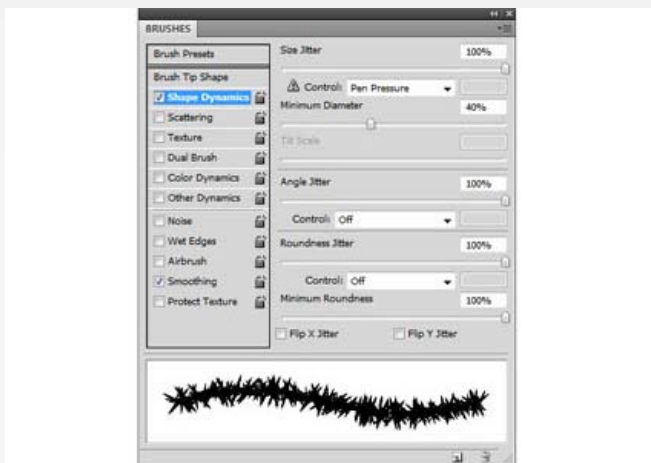 BRUSHES
Brush Presets
Brush Tip Shape
Shape Dynamics
Scattering
Texture
Dual Brush
Color Dynamics
Other Dynamics
Noise
Wet Edges
Airbrush
Smoothing
Protect Texture
Size Jitter 100%
Control: Pen Pressure
Minimum Diameter 40%
Tilt Scale
Angle Jitter 100%
Control: Off
Roundness Jitter 100%
Control: Off
Minimum Roundness 100%
Flip X Jitter Flip Y Jitter